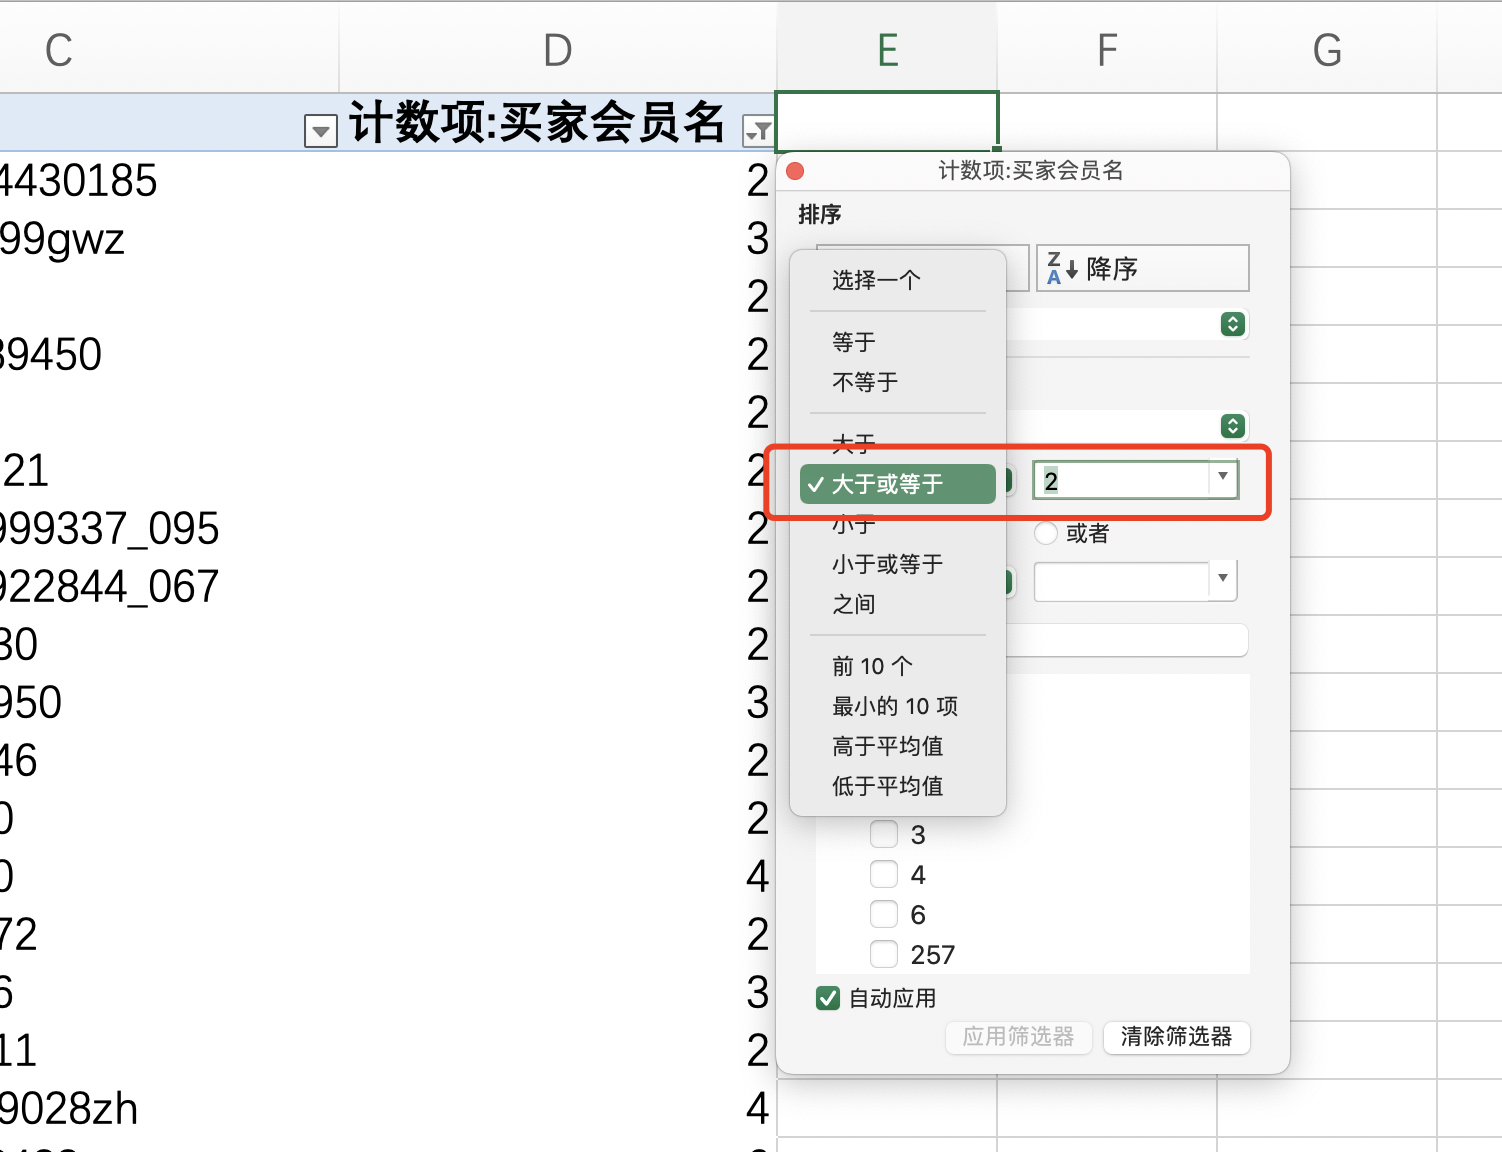 C D E F G
计数项:买家会员名
4430185 2
99gwz 3
2
39450 2
2
21 2
999337_095 2
922844_067 2
30 2
950 3
46 2
0 2
0 4
72 2
6 3
11 2
9028zh 4
计数项:买家会员名
排序
降序
选择一个
等于
不等于
大于
大于或等于 2
小于
或者
小于或等于
之间
前 10 个
最小的 10 项
高于平均值
低于平均值
3
4
6
257
自动应用
应用筛选器 清除筛选器